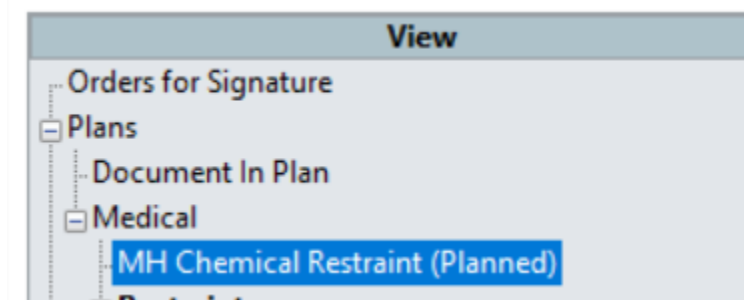 View
Orders for Signature
Plans
Document In Plan
Medical
MH Chemical Restraint (Planned)